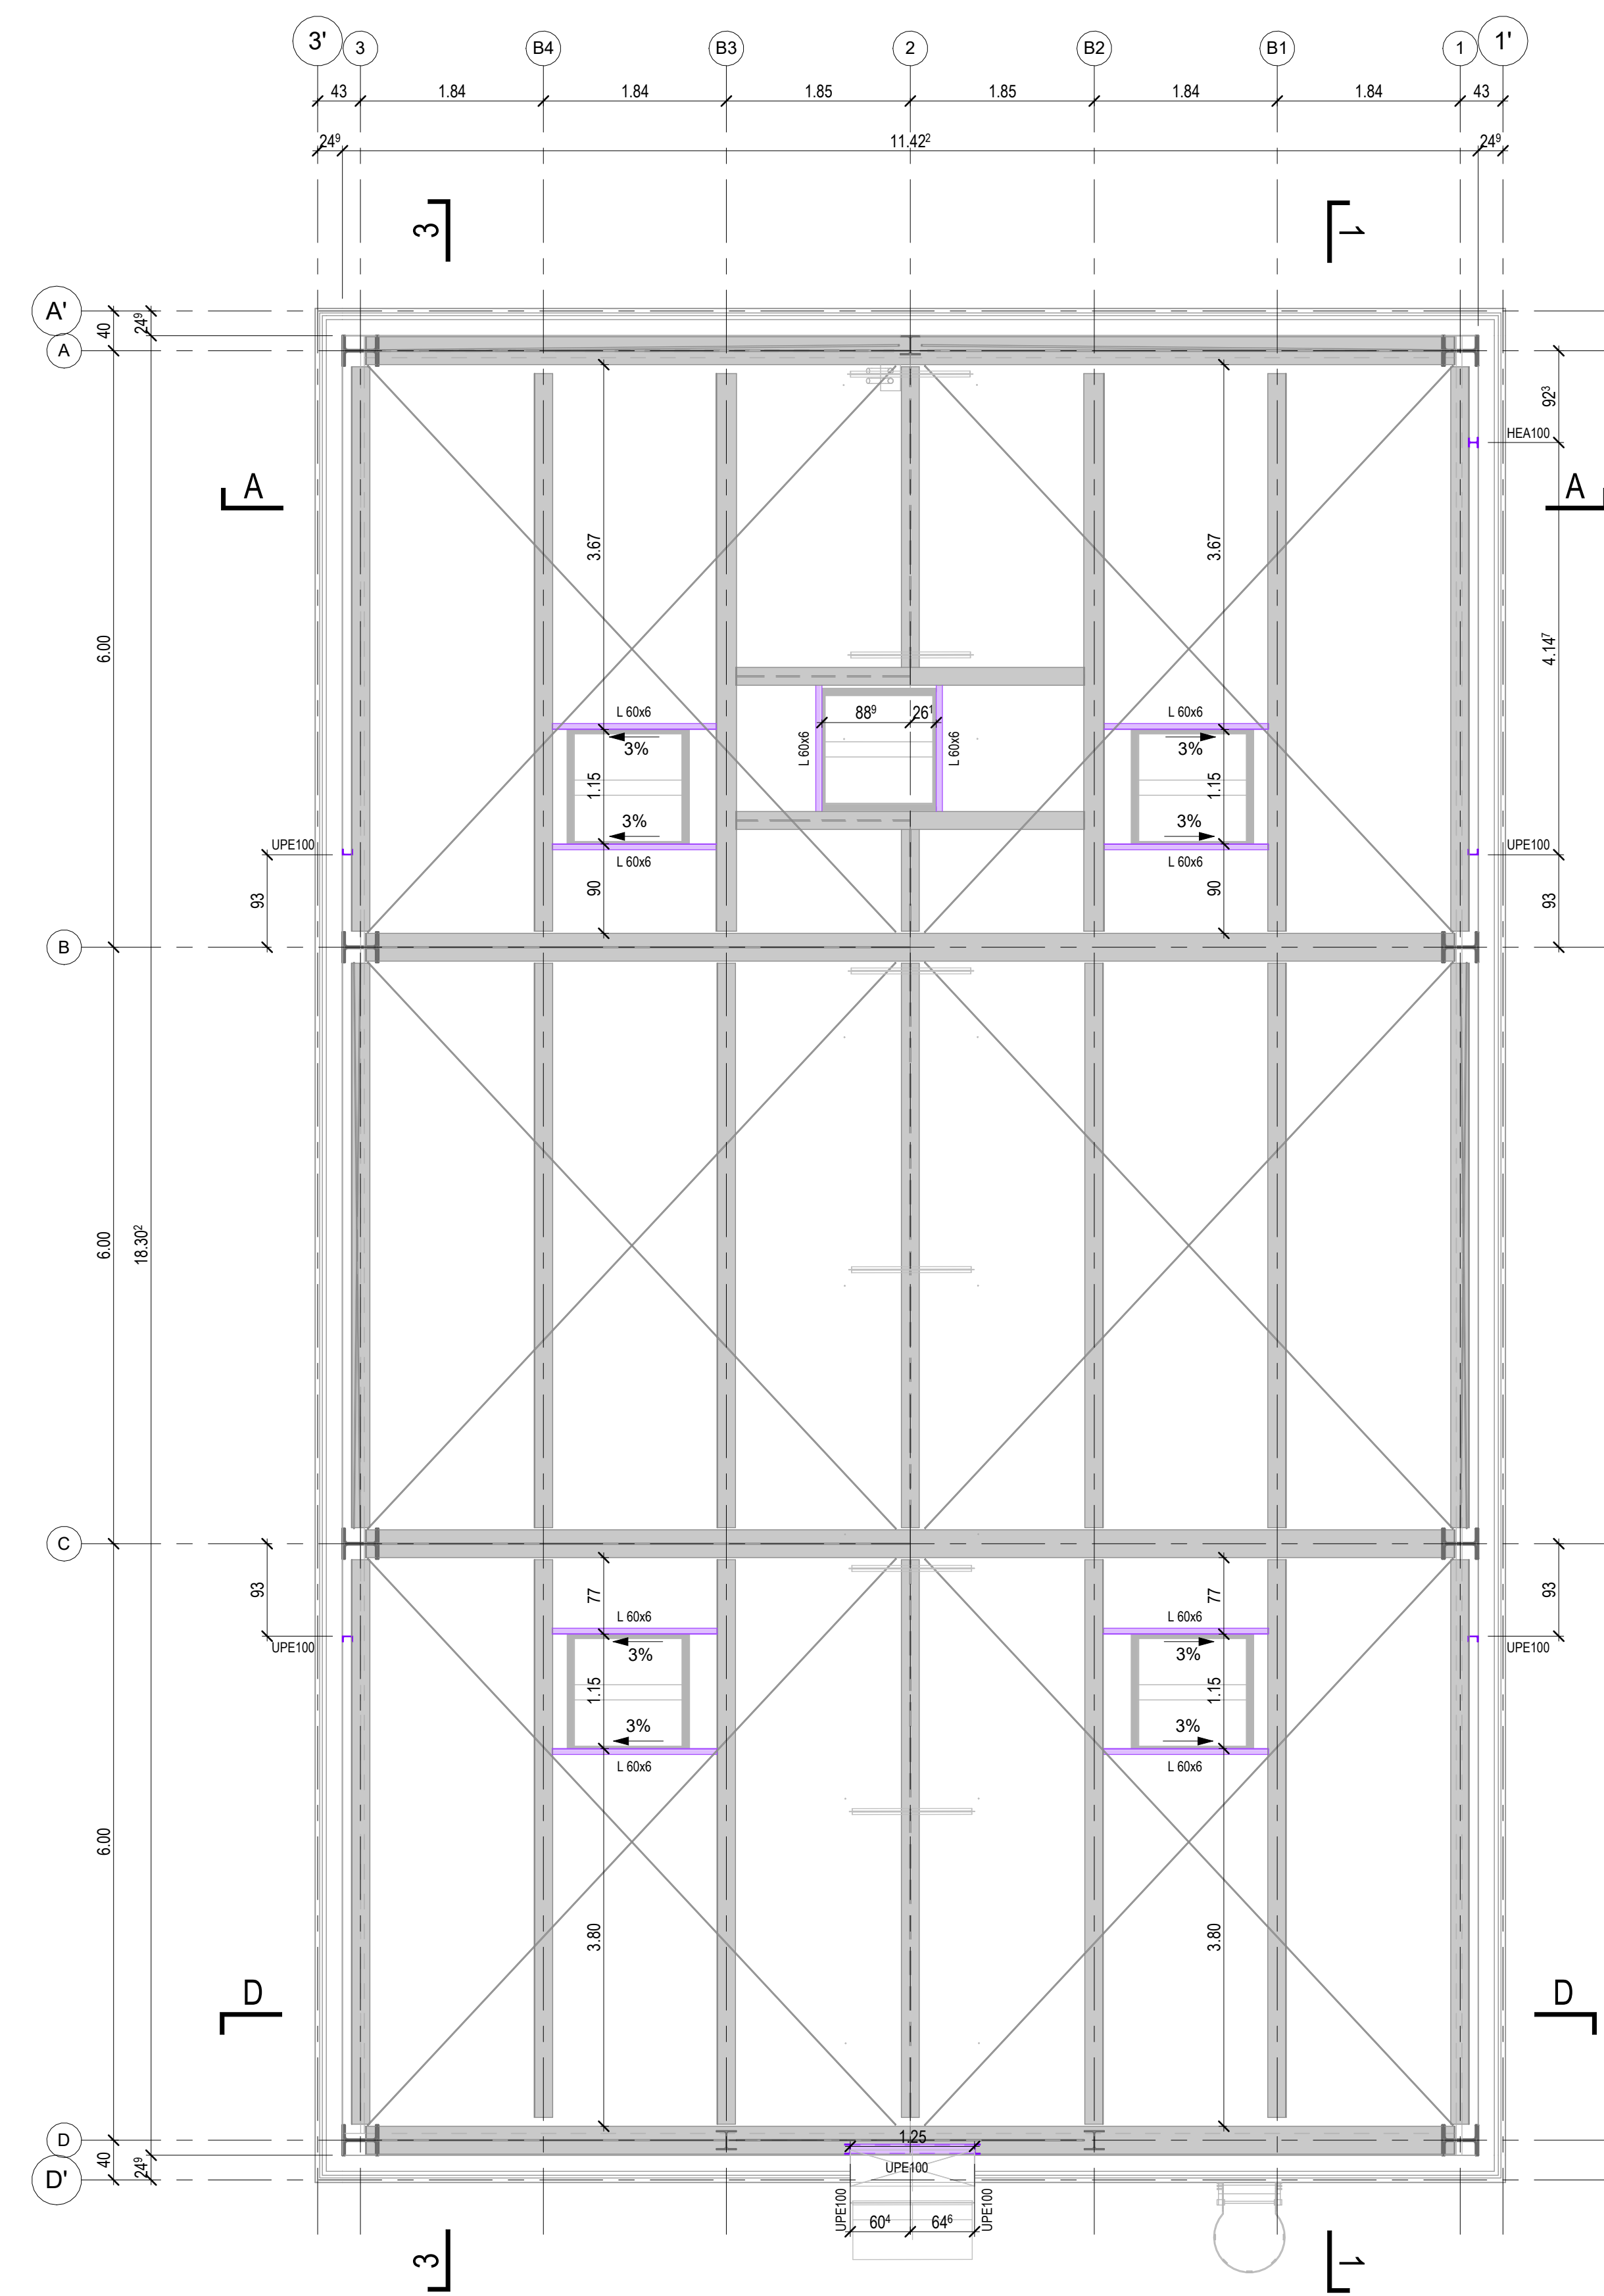 3' 3 B4 B3 2 B2 B1 1 1'
43 1.84 1.84 1.85 1.85 1.84 1.84 43
24⁹ 11.42² 24⁹
3 1
A'
40 24⁹
A
92³
HEA100
A A
3.67 3.67
6.00 4.14⁷
L 60x6 88⁹ 26¹ L 60x6
L 60x6 L 60x6
3% 3%
1.15 1.15
3% 3%
UPE100 L 60x6 L 60x6 UPE100
93 90 90 93
B
6.00 18.30²
C
93 77 77 93
L 60x6 L 60x6
UPE100 3% 3% UPE100
1.15 1.15
3% 3%
L 60x6 L 60x6
6.00
3.80 3.80
D D
D 1.25
40 24⁹ UPE100
D'
UPE100 UPE100
60⁴ 64⁶
3 1